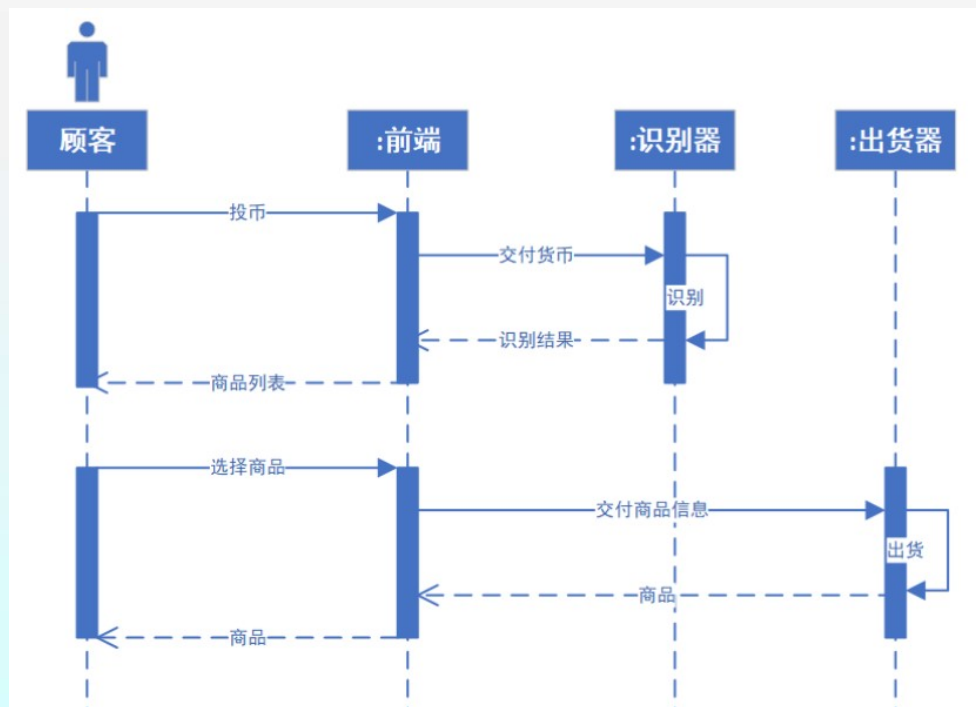 顾客
:前端
:识别器
:出货器
投币
交付货币
识别
识别结果
商品列表
选择商品
交付商品信息
出货
商品
商品